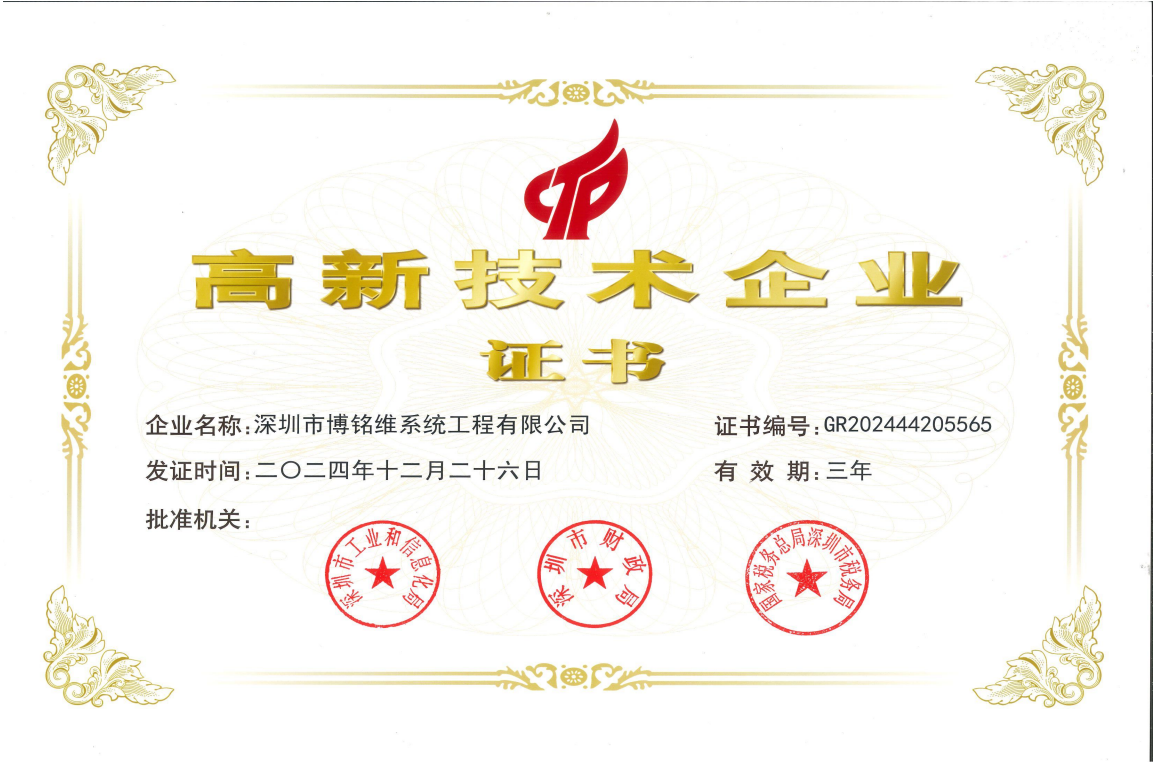 高新技术企业
证书
企业名称:深圳市博铭维系统工程有限公司 证书编号:GR202444205565
发证时间:二〇二四年十二月二十六日 有效期:三年
批准机关:
深圳市工业和信息化局
深圳市财政局
国家税务总局深圳市税务局